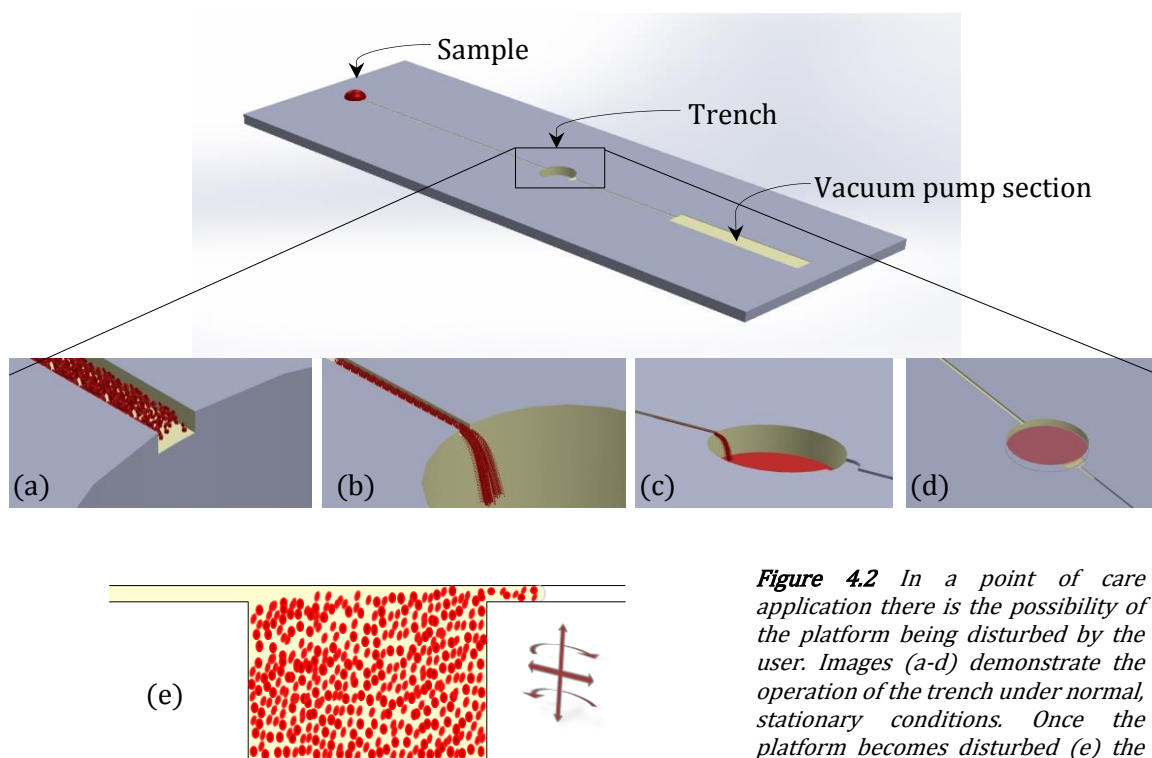 Sample
Trench
Vacuum pump section
(a)
(b)
(c)
(d)
(e)
Figure 4.2 In a point of care
application there is the possibility of
the platform being disturbed by the
user. Images (a-d) demonstrate the
operation of the trench under normal,
stationary conditions. Once the
platform becomes disturbed (e) the